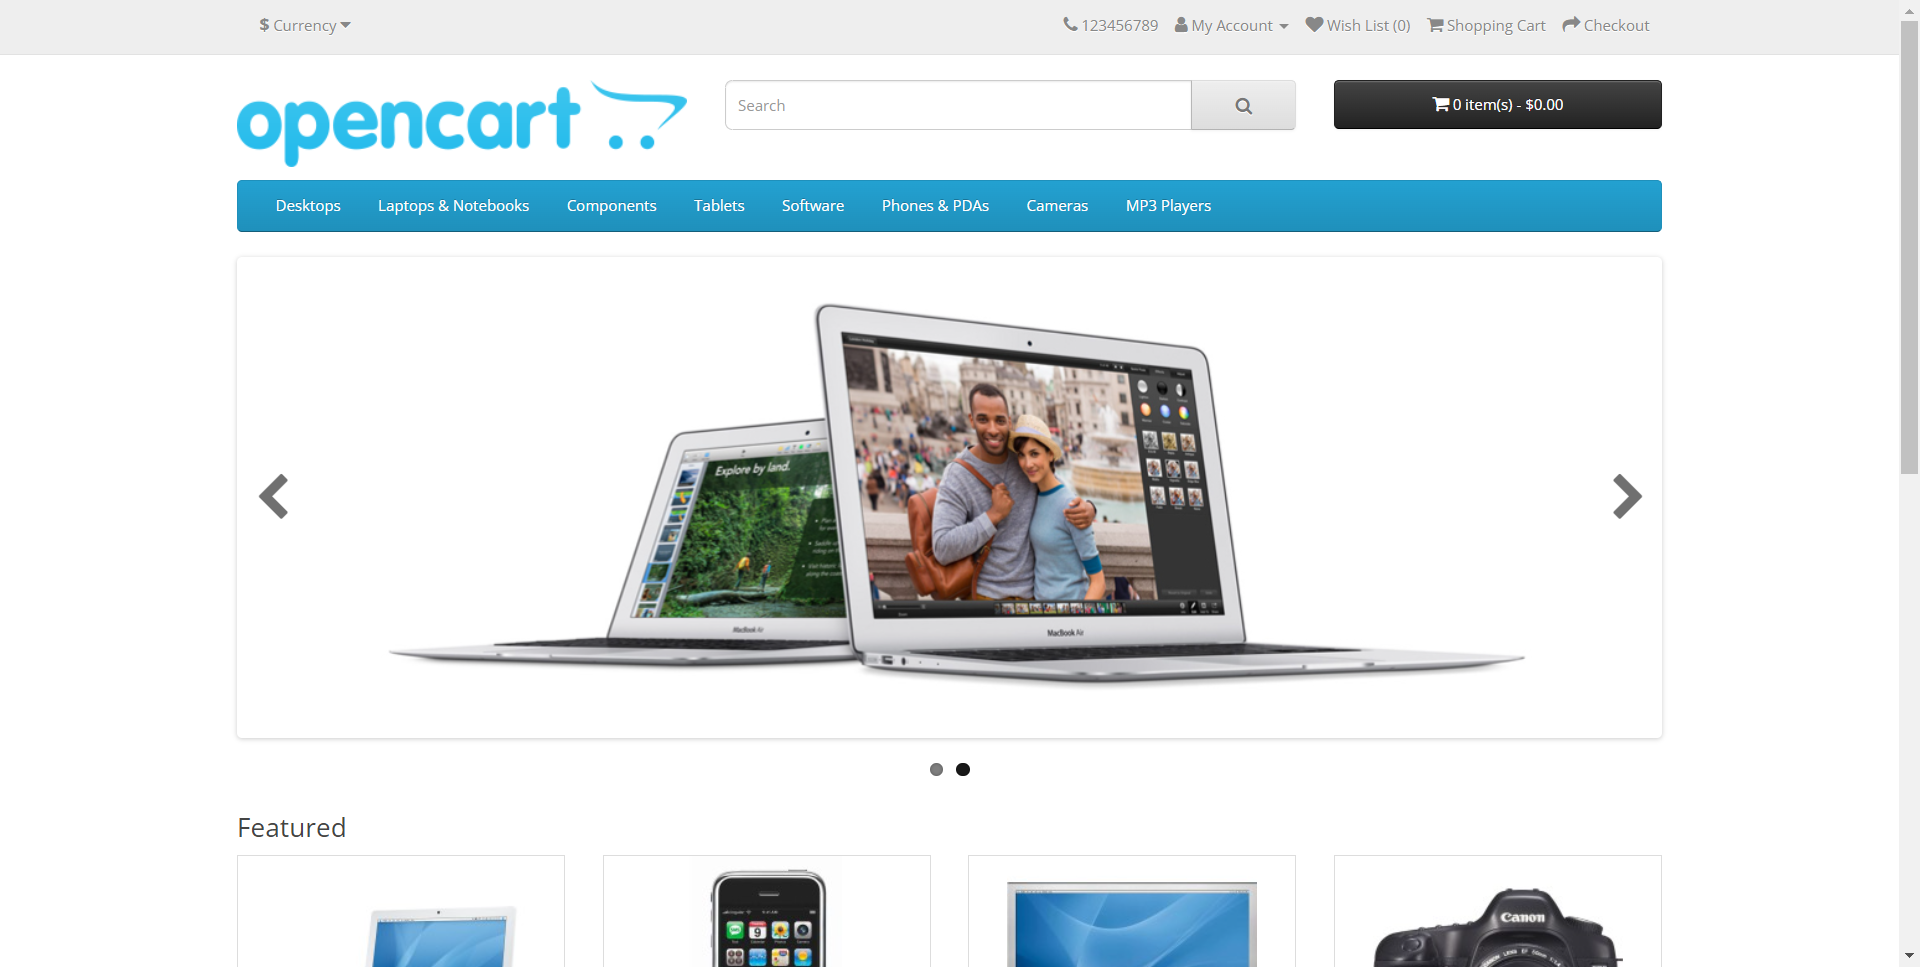 $ Currency
123456789 My Account Wish List (0) Shopping Cart Checkout
opencart
Search
0 item(s) - $0.00
Desktops Laptops & Notebooks Components Tablets Software Phones & PDAs Cameras MP3 Players
Explore by land.
MacBook Air
MacBook Air
Featured
9
Canon